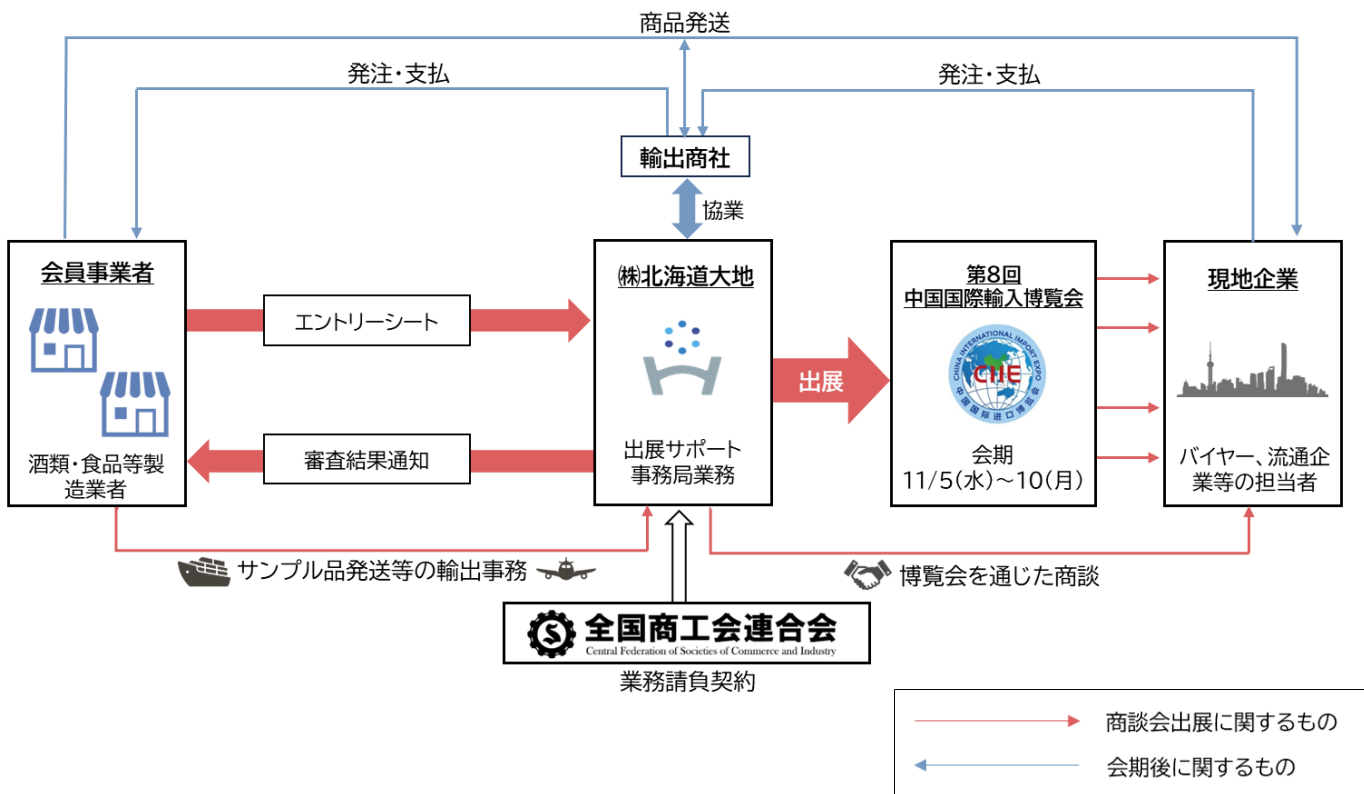 商品発送
発注・支払
発注・支払
輸出商社
協業
会員事業者
酒類・食品等製
造業者
エントリーシート
審査結果通知
㈱北海道大地
出展サポート
事務局業務
出展
第8回
中国国際輸入博覧会
CHINA INTERNATIONAL IMPORT EXPO
CIIE
中国国际进口博览会
会期
11/5(水)～10(月)
現地企業
バイヤー、流通企
業等の担当者
サンプル品発送等の輸出事務
博覧会を通じた商談
S
全国商工会連合会
Central Federation of Societies of Commerce and Industry
業務請負契約
商談会出展に関するもの
会期後に関するもの